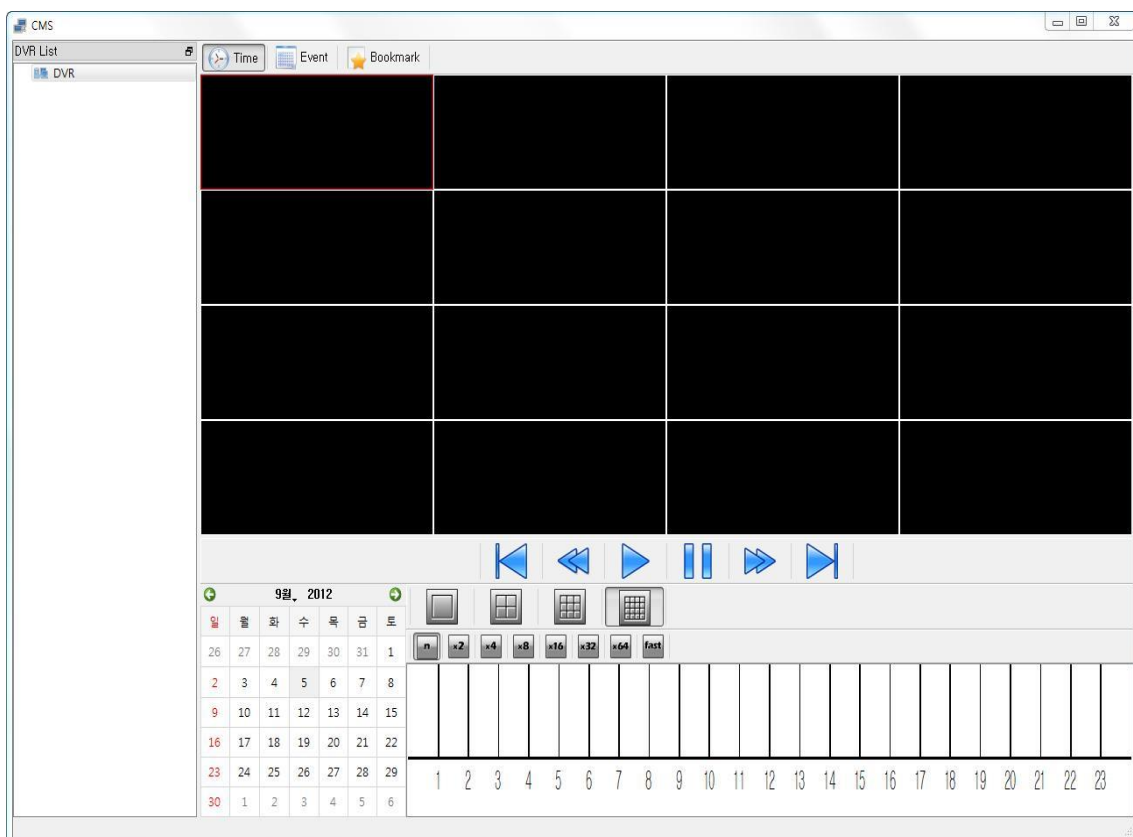 CMS
DVR List
DVR
Time Event Bookmark
9월 2012
일 월 화 수 목 금 토
26 27 28 29 30 31 1
2 3 4 5 6 7 8
9 10 11 12 13 14 15
16 17 18 19 20 21 22
23 24 25 26 27 28 29
30 1 2 3 4 5 6
n x2 x4 x8 x16 x32 x64 fast
1 2 3 4 5 6 7 8 9 10 11 12 13 14 15 16 17 18 19 20 21 22 23